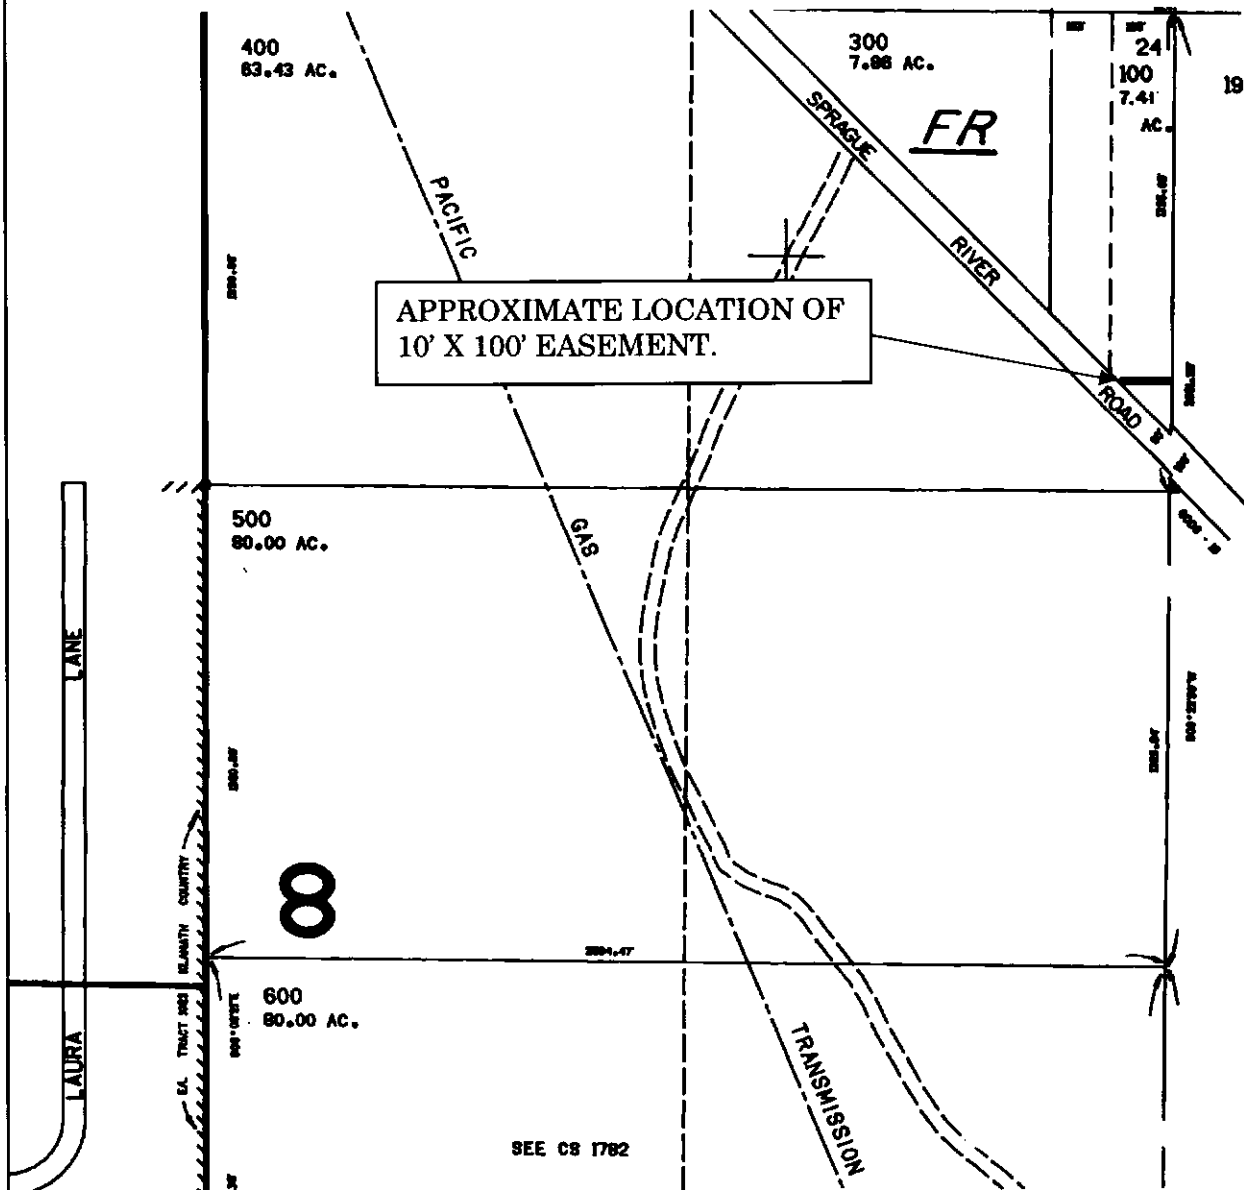 400
63.43 AC.
300
7.86 AC.
24
100
7.41
AC.
19
FR
SPRAGUE
RIVER
ROAD
PACIFIC
GAS
TRANSMISSION
APPROXIMATE LOCATION OF
10' X 100' EASEMENT.
500
80.00 AC.
LANE
LAURA
8
600
80.00 AC.
TRACT
COUNTRY
SEE CS 1782